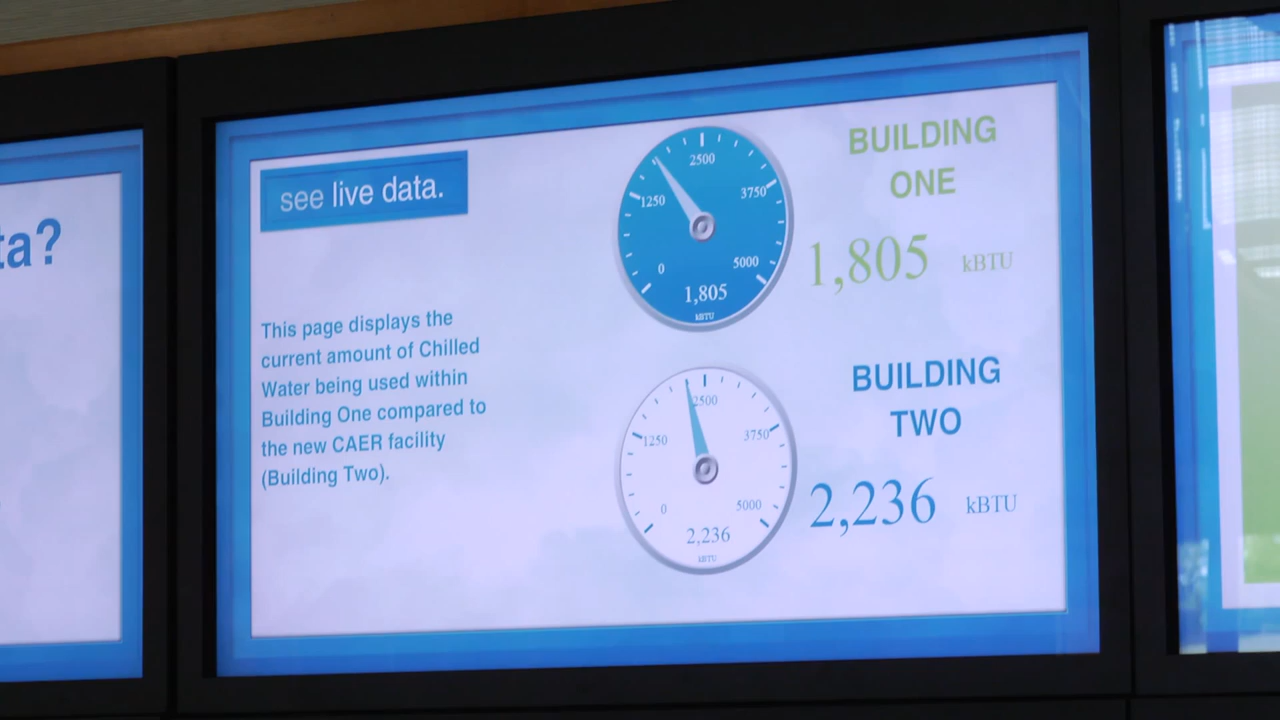 ta?
see live data.
This page displays the
current amount of Chilled
Water being used within
Building One compared to
the new CAER facility
(Building Two).
2500
1250
3750
0
5000
1,805
kBTU
BUILDING
ONE
1,805 kBTU
2500
1250
3750
0
5000
2,236
kBTU
BUILDING
TWO
2,236 kBTU